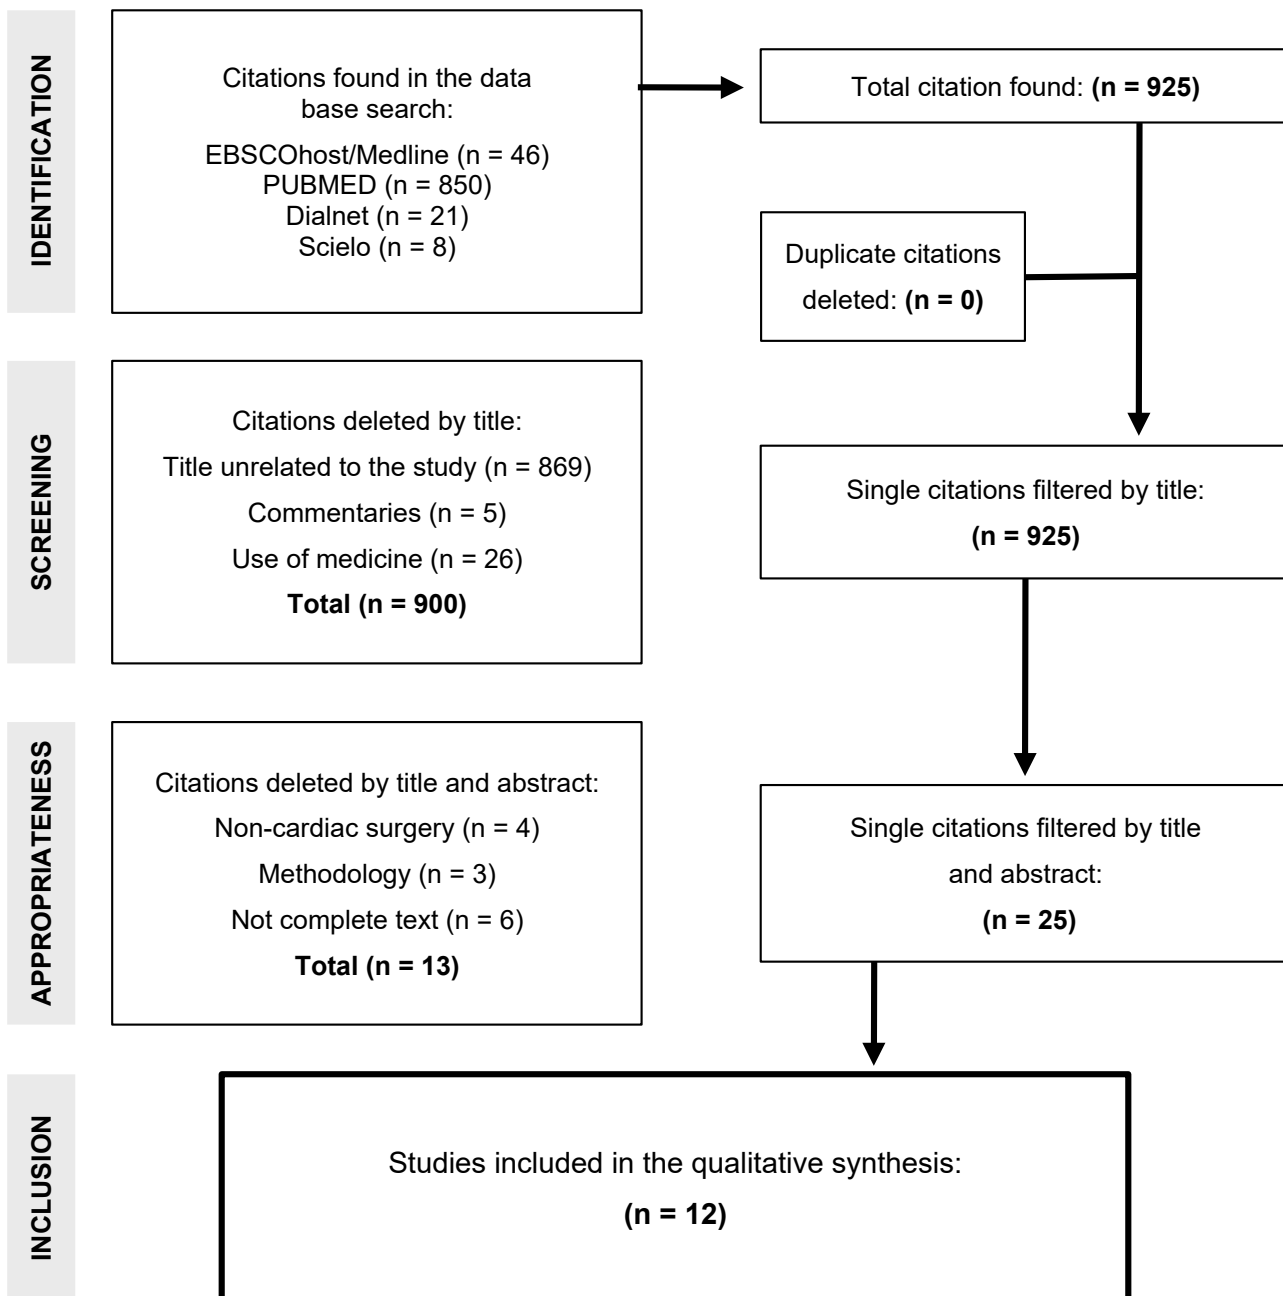 IDENTIFICATION
Citations found in the data
base search:
EBSCOhost/Medline (n = 46)
PUBMED (n = 850)
Dialnet (n = 21)
Scielo (n = 8)
Total citation found: (n = 925)
Duplicate citations
deleted: (n = 0)
SCREENING
Citations deleted by title:
Title unrelated to the study (n = 869)
Commentaries (n = 5)
Use of medicine (n = 26)
Total (n = 900)
Single citations filtered by title:
(n = 925)
APPROPRIATENESS
Citations deleted by title and abstract:
Non-cardiac surgery (n = 4)
Methodology (n = 3)
Not complete text (n = 6)
Total (n = 13)
Single citations filtered by title
and abstract:
(n = 25)
INCLUSION
Studies included in the qualitative synthesis:
(n = 12)